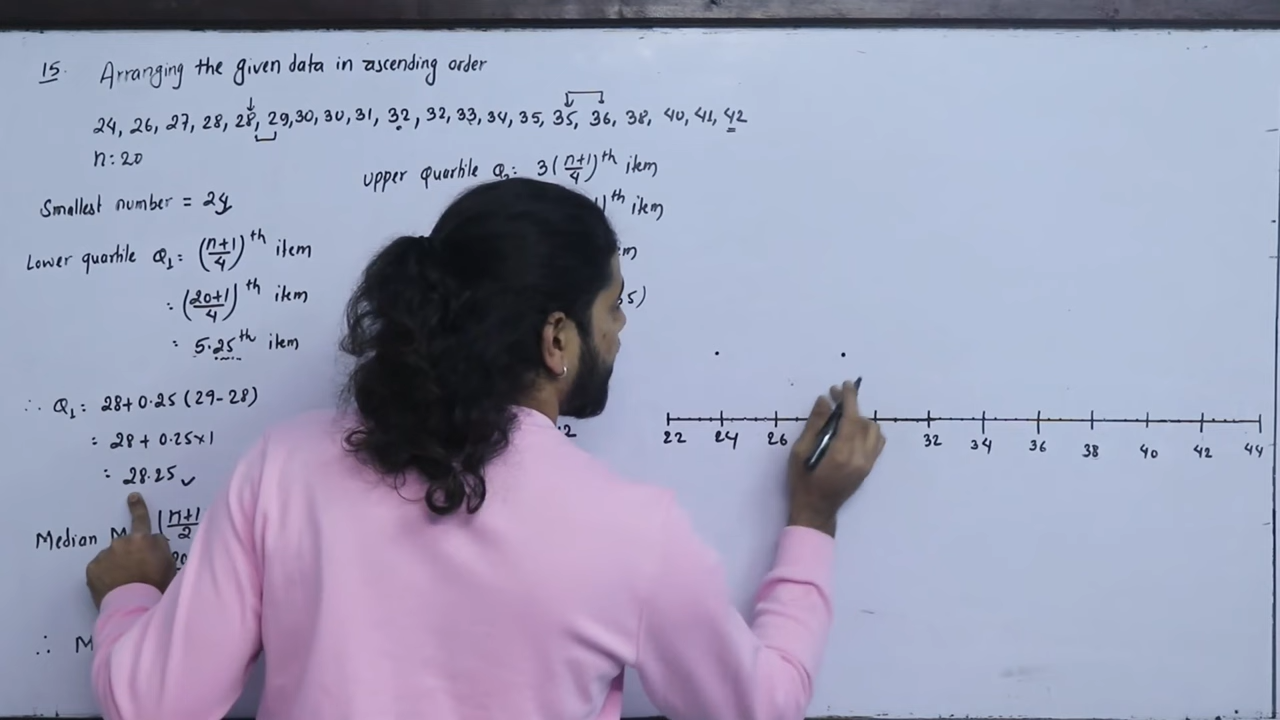 15. Arranging the given data in ascending order
24, 26, 27, 28, 28, 29, 30, 30, 31, 32, 32, 33, 34, 35, 35, 36, 38, 40, 41, 42
n: 20
Smallest number = 24
Lower quartile Q₁: (n+1/4)ᵗʰ item
: (20+1/4)ᵗʰ item
: 5.25ᵗʰ item
∴ Q₁: 28+0.25(29-28)
: 28+0.25×1
: 28.25 ✓
Median M (n+1/2
20
∴ M
Upper quartile Q₃: 3(n+1/4)ᵗʰ item
)ᵗʰ item
5)
22 24 26 32 34 36 38 40 42 44